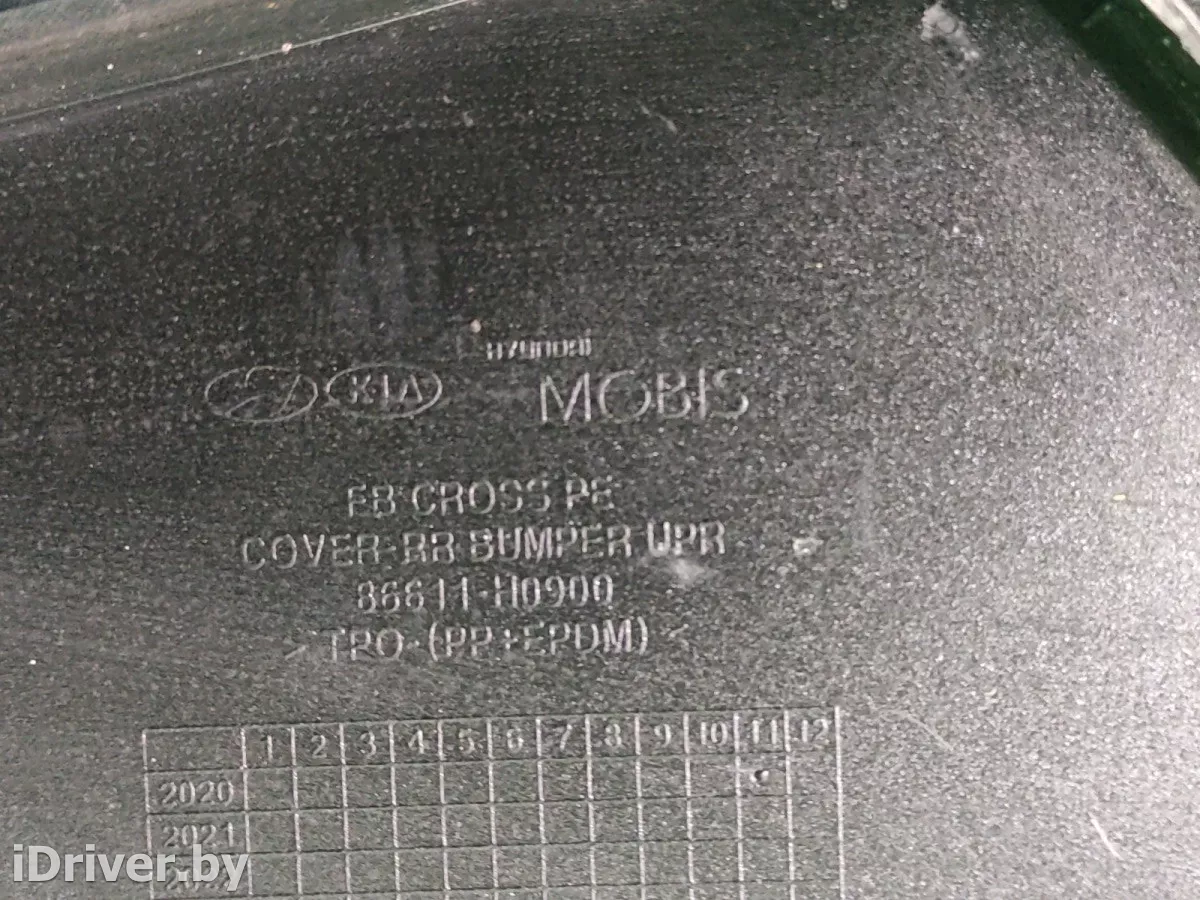 HYUNDAI
KIA MOBIS
FB CROSS PE
COVER-RR BUMPER UPR
86611-H0900
> TPO-(PP+EPDM) <
1 2 3 4 5 6 7 8 9 10 11 12
2020
2021
iDriver.by